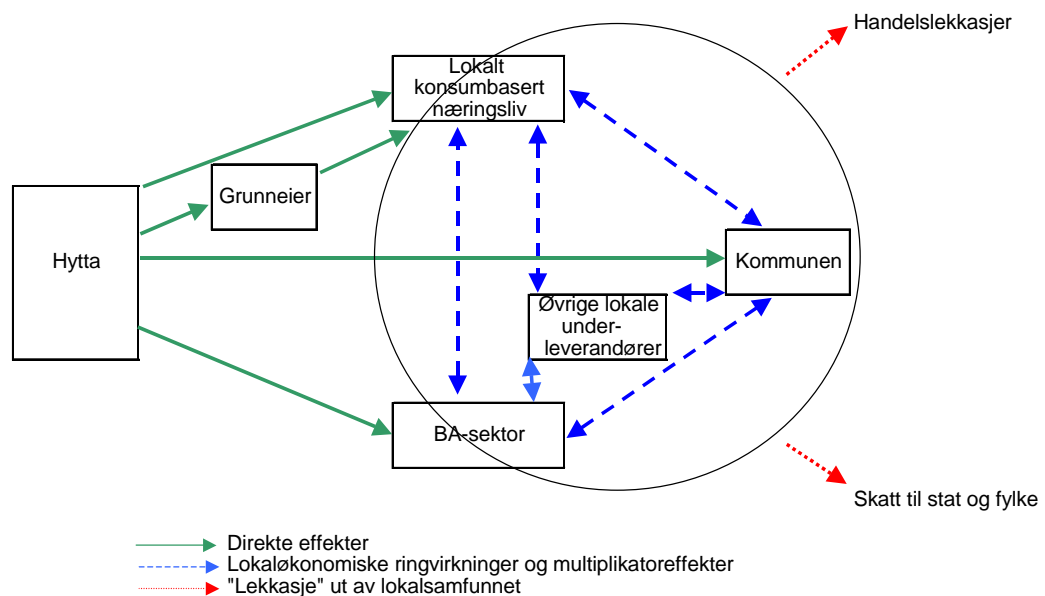 Handelslekkasjer
Lokalt
konsumbasert
næringsliv
Grunneier
Hytta
Kommunen
Øvrige lokale
under-
leverandører
BA-sektor
Skatt til stat og fylke
Direkte effekter
Lokaløkonomiske ringvirkninger og multiplikatoreffekter
"Lekkasje" ut av lokalsamfunnet